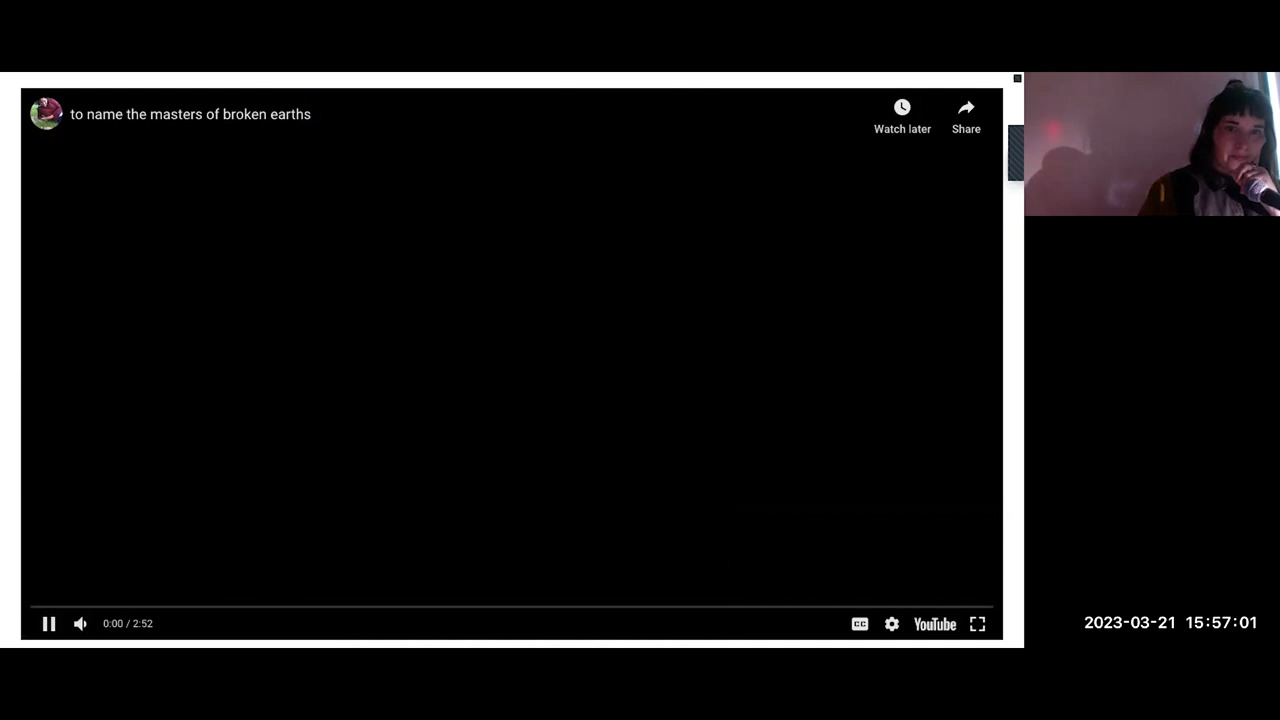 to name the masters of broken earths
Watch later
Share
0:00 / 2:52
CC
YouTube
2023-03-21 15:57:01